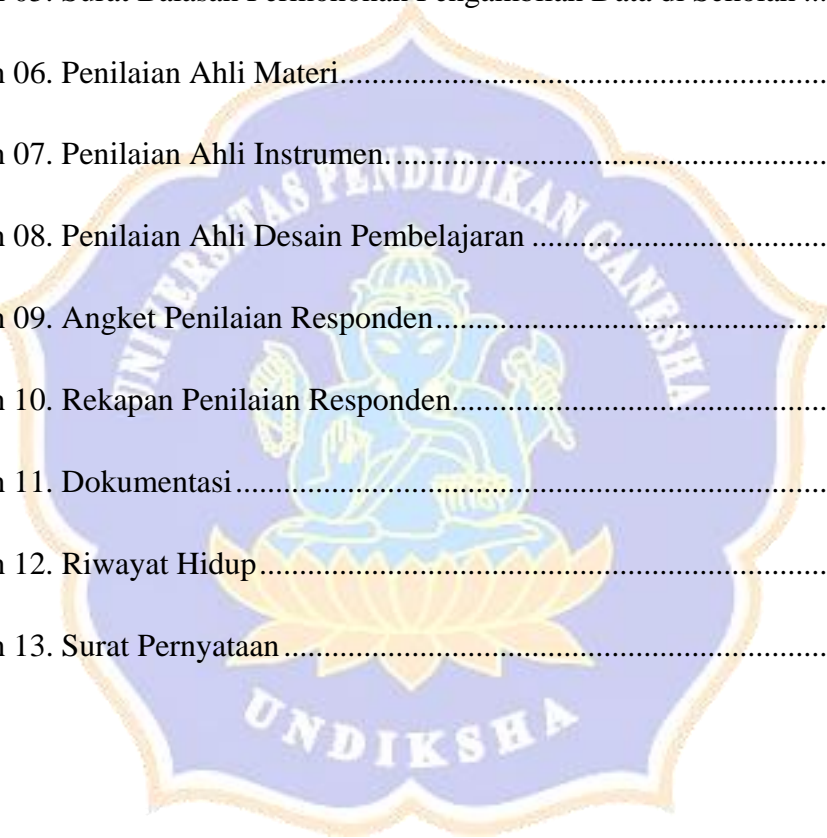 n 05. Surat Balasan Permohonan Pengambilan Data di Sekolah ...
n 06. Penilaian Ahli Materi...........................................................
n 07. Penilaian Ahli Instrumen.....................................................
n 08. Penilaian Ahli Desain Pembelajaran ....................................
n 09. Angket Penilaian Responden................................................
n 10. Rekapan Penilaian Responden..............................................
n 11. Dokumentasi........................................................................
n 12. Riwayat Hidup.....................................................................
n 13. Surat Pernyataan..................................................................
UNIVERSITAS PENDIDIKAN GANESHA
UNDIKSHA